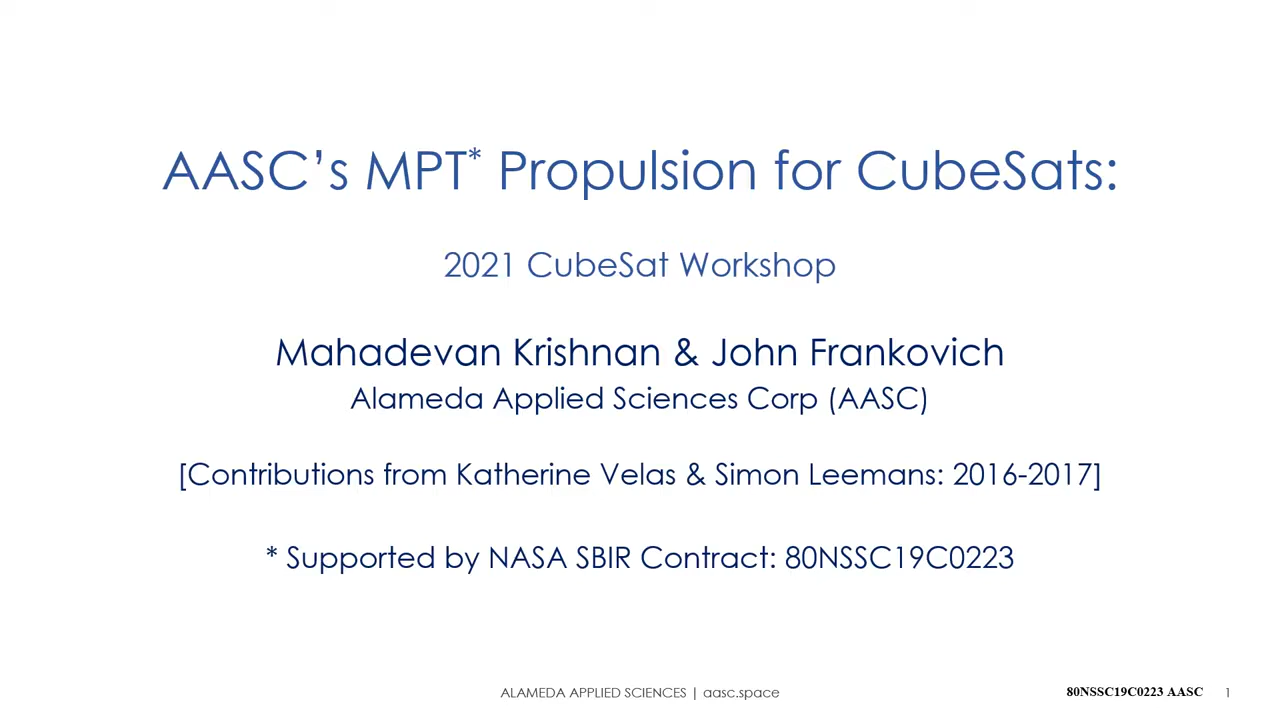 AASC’s MPT* Propulsion for CubeSats:
2021 CubeSat Workshop
Mahadevan Krishnan & John Frankovich
Alameda Applied Sciences Corp (AASC)
[Contributions from Katherine Velas & Simon Leemans: 2016-2017]
* Supported by NASA SBIR Contract: 80NSSC19C0223
ALAMEDA APPLIED SCIENCES | aasc.space
80NSSC19C0223 AASC 1